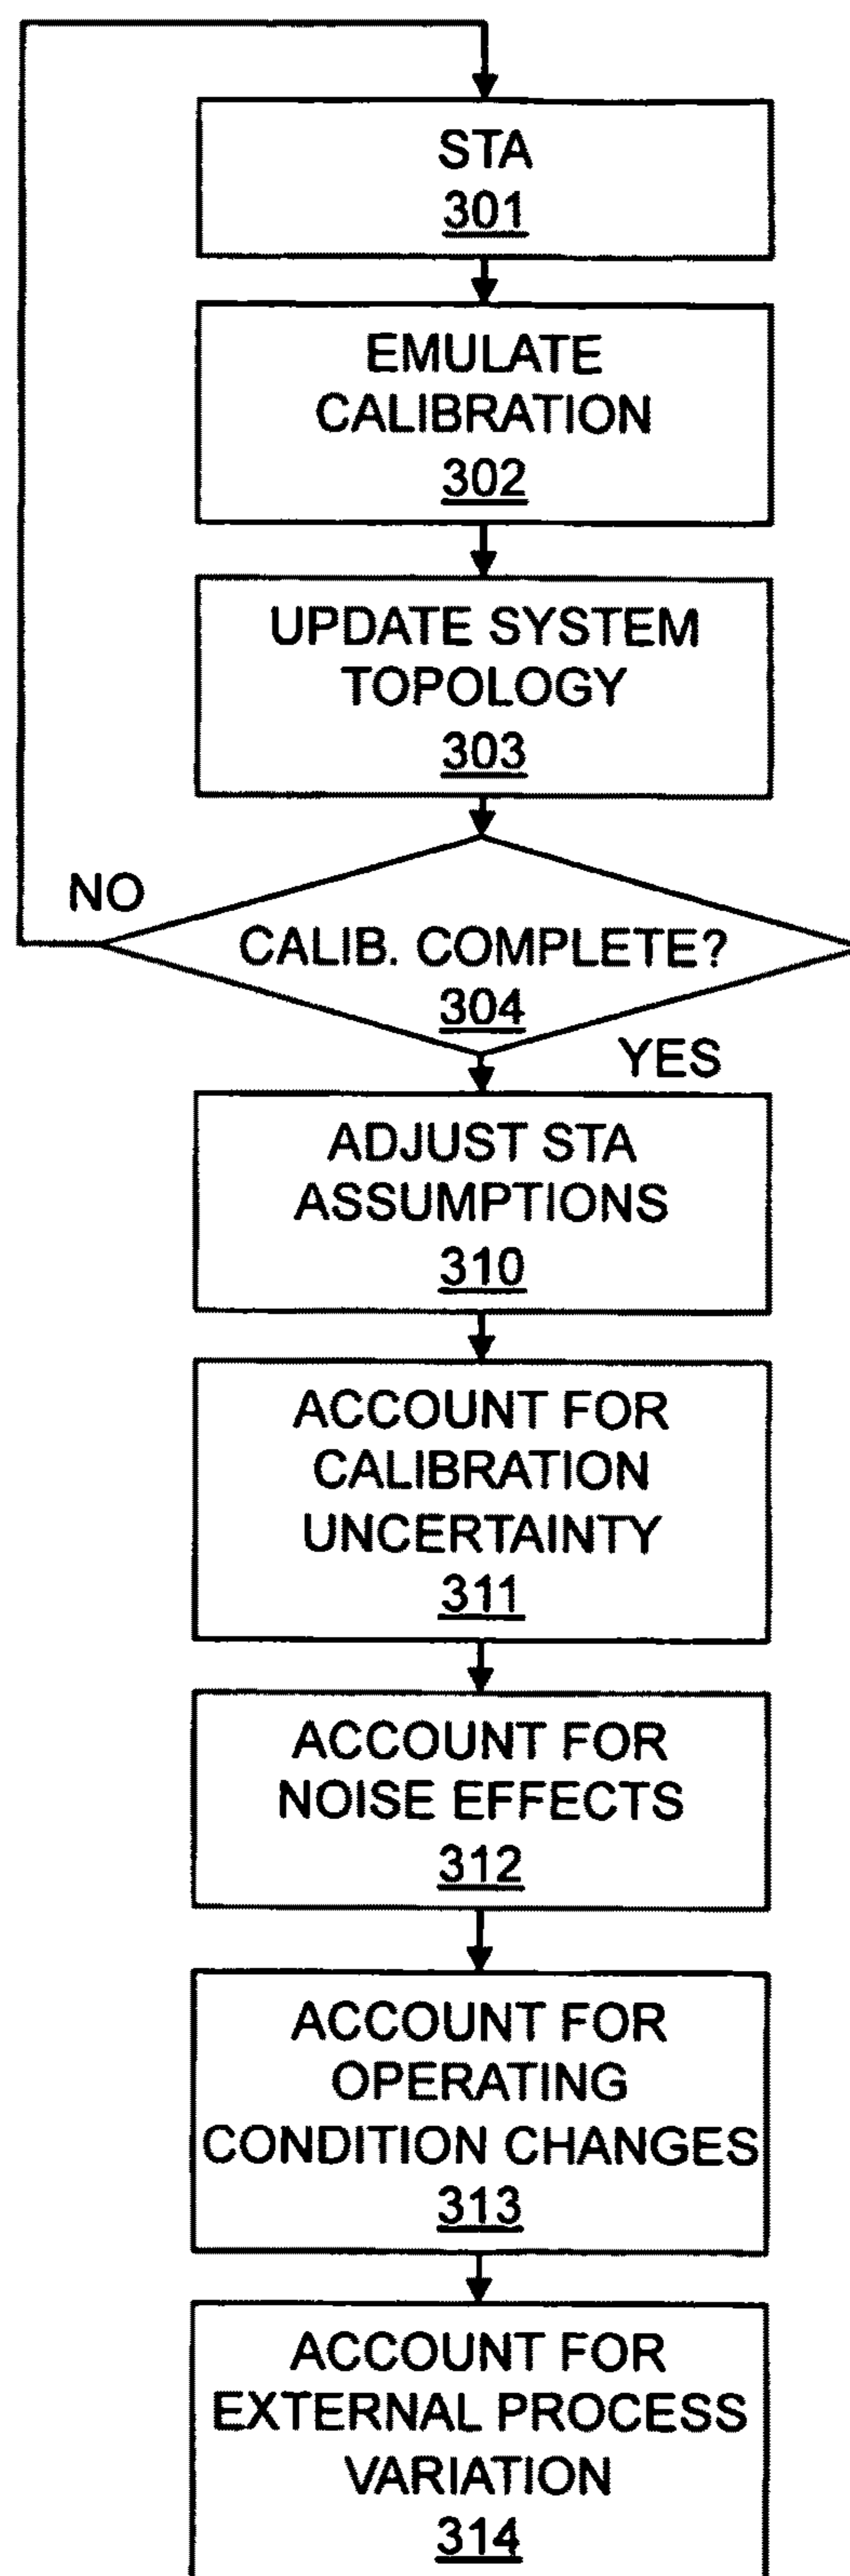 STA
301
EMULATE
CALIBRATION
302
UPDATE SYSTEM
TOPOLOGY
303
NO
CALIB. COMPLETE?
304
YES
ADJUST STA
ASSUMPTIONS
310
ACCOUNT FOR
CALIBRATION
UNCERTAINTY
311
ACCOUNT FOR
NOISE EFFECTS
312
ACCOUNT FOR
OPERATING
CONDITION CHANGES
313
ACCOUNT FOR
EXTERNAL PROCESS
VARIATION
314